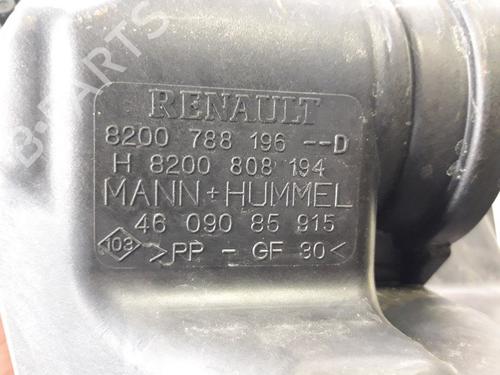 RENAULT
8200 788 196 --D
H 8200 808 194
MANN+HUMMEL
46 090 85 915
103 >PP - GF 30<
B-PARTS